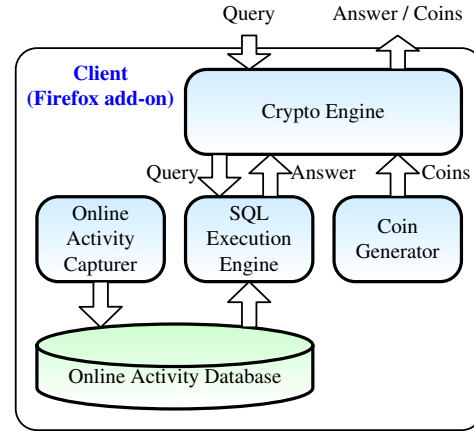 Query
Answer / Coins
Client
(Firefox add-on)
Crypto Engine
Query
Answer
Coins
Online
Activity
Capturer
SQL
Execution
Engine
Coin
Generator
Online Activity Database